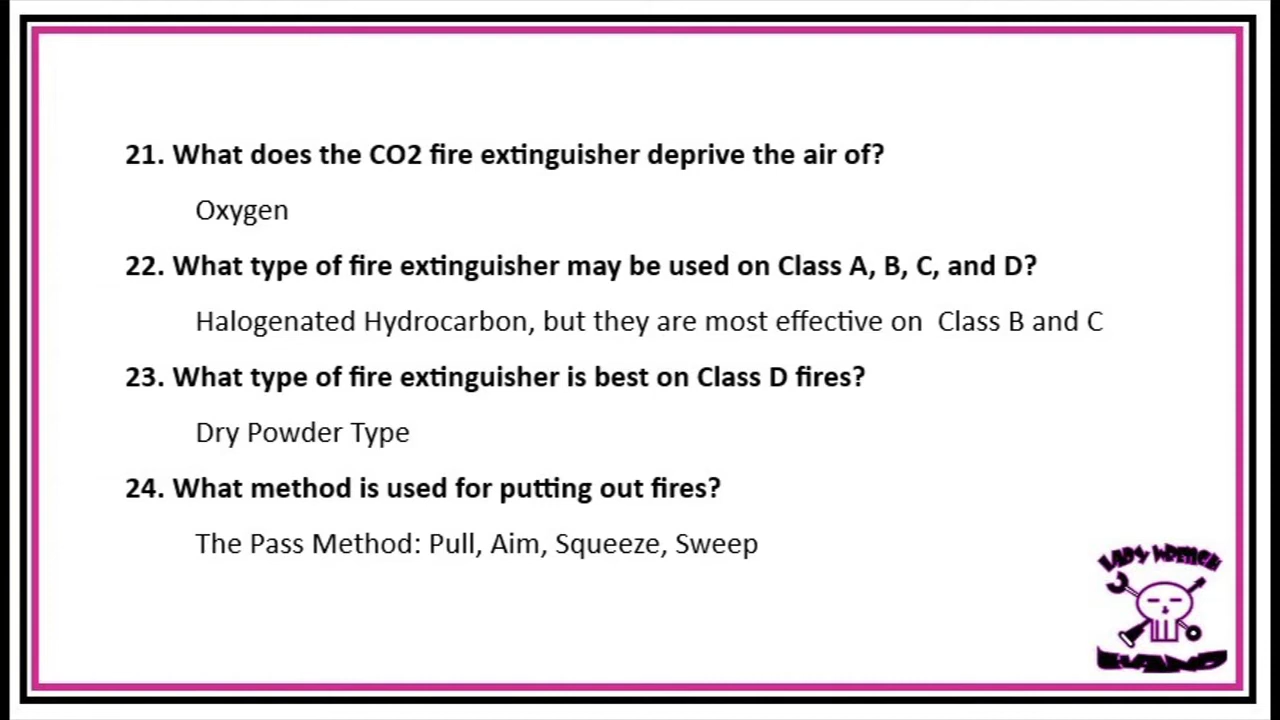 21. What does the CO2 fire extinguisher deprive the air of?
Oxygen
22. What type of fire extinguisher may be used on Class A, B, C, and D?
Halogenated Hydrocarbon, but they are most effective on  Class B and C
23. What type of fire extinguisher is best on Class D fires?
Dry Powder Type
24. What method is used for putting out fires?
The Pass Method: Pull, Aim, Squeeze, Sweep